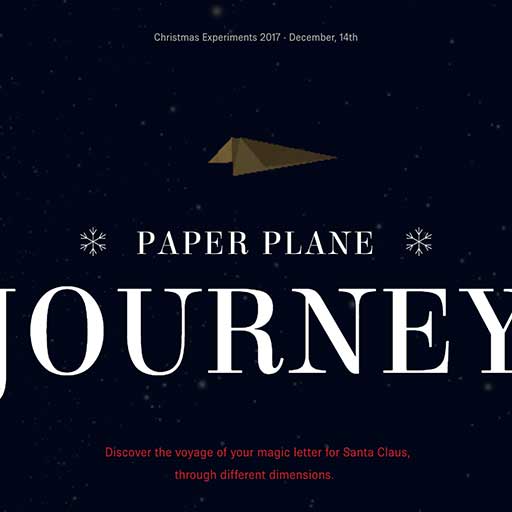 Christmas Experiments 2017 - December, 14th
PAPER PLANE
JOURNEY
Discover the voyage of your magic letter for Santa Claus,
through different dimensions.